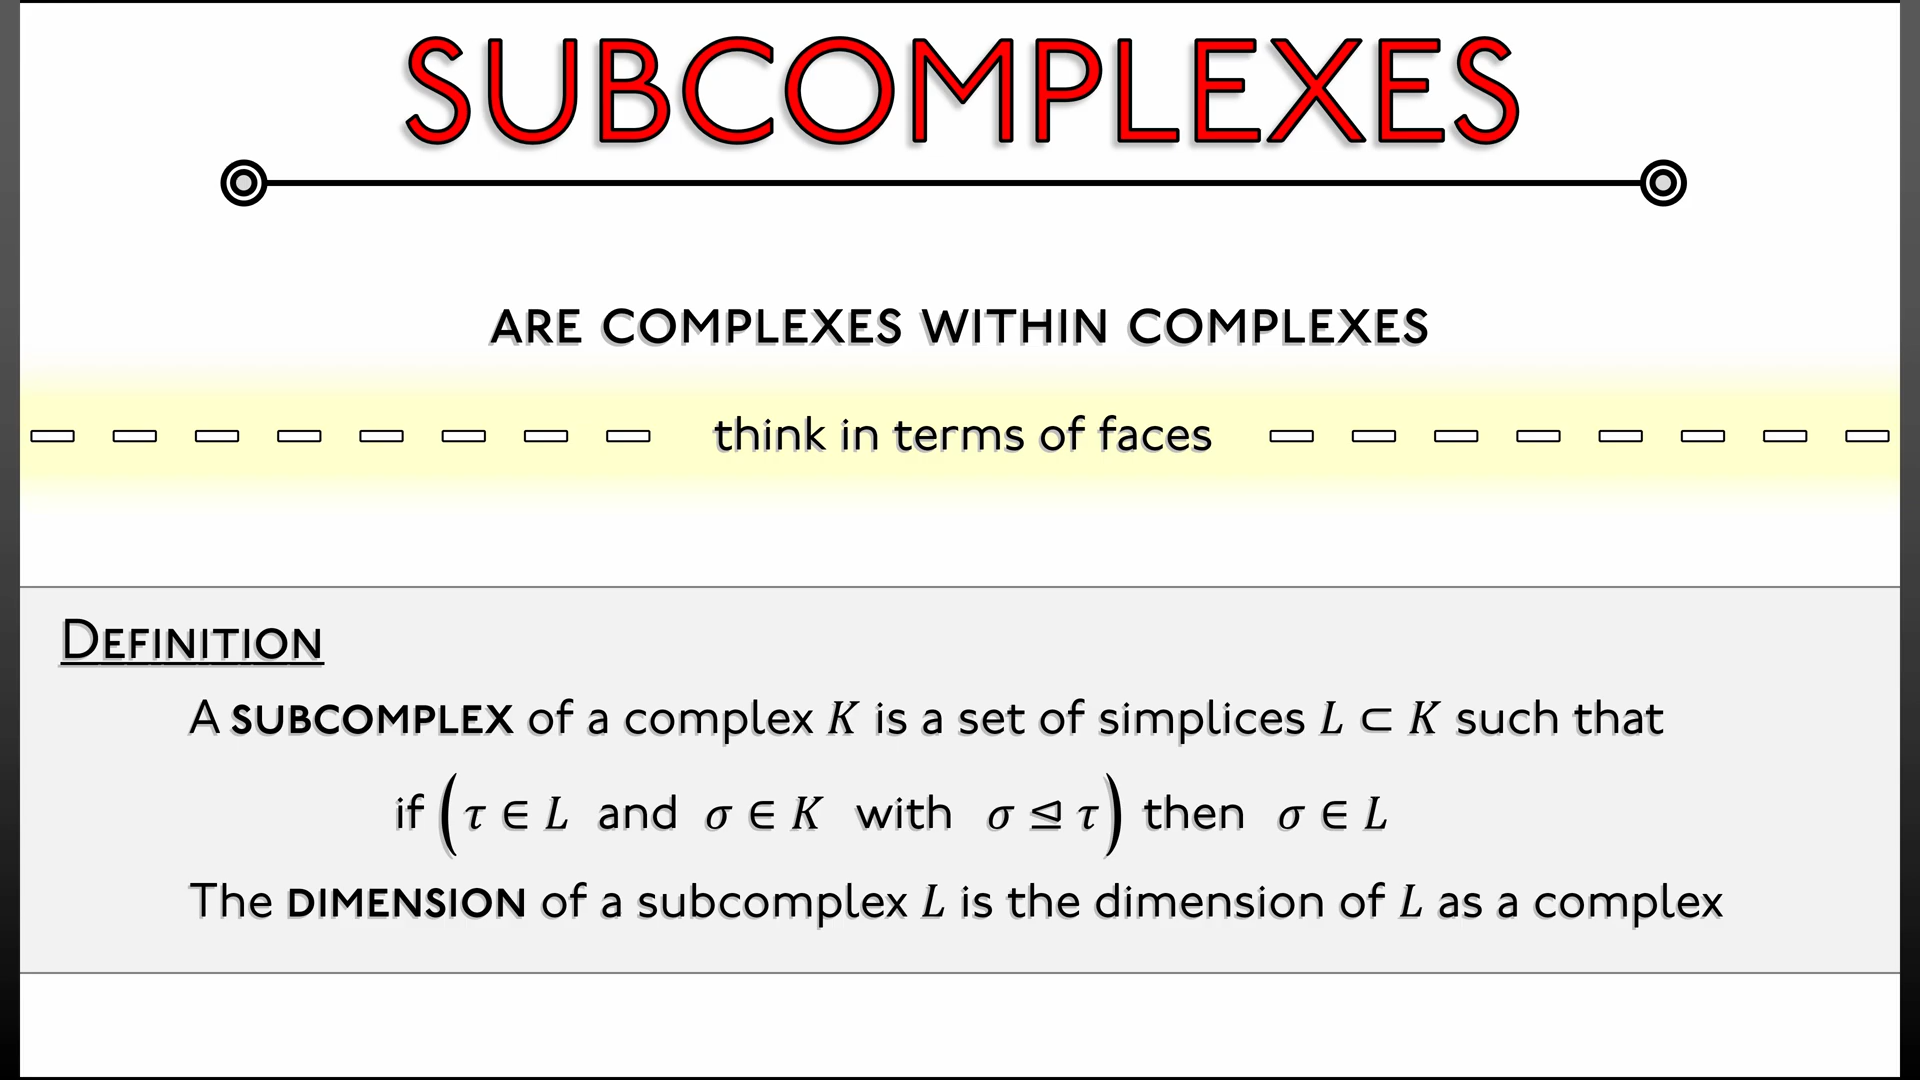 SUBCOMPLEXES
ARE COMPLEXES WITHIN COMPLEXES
think in terms of faces
DEFINITION
A SUBCOMPLEX of a complex K is a set of simplices L ⊂ K such that
if (τ ∈ L and σ ∈ K with σ ⊴ τ) then σ ∈ L
The DIMENSION of a subcomplex L is the dimension of L as a complex